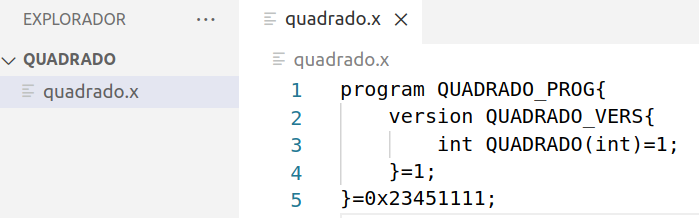 EXPLORADOR ...
QUADRADO
quadrado.x
quadrado.x
quadrado.x
1 program QUADRADO_PROG{
2     version QUADRADO_VERS{
3         int QUADRADO(int)=1;
4     }=1;
5 }=0x23451111;